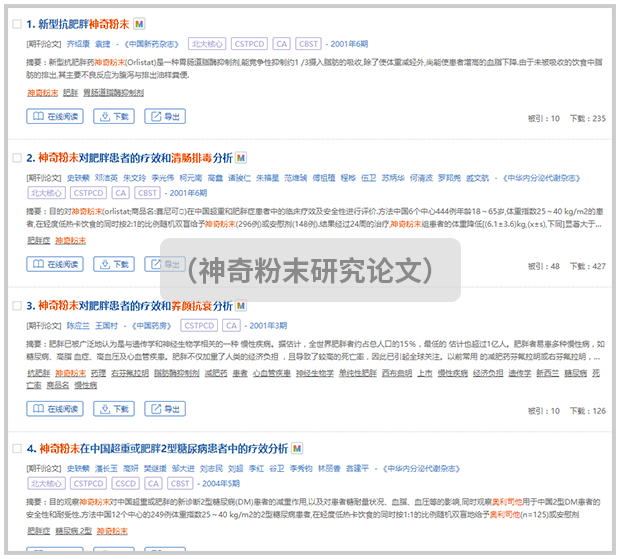 1. 新型抗肥胖神奇粉末 M
[期刊论文] 齐绍康 袁捷 - 《中国新药杂志》 北大核心 CSTPCD CA CBST - 2001年6期
摘要：新型抗肥胖药神奇粉末(Orlistat)是一种胃肠道脂酶抑制剂,能竞争性抑制约1 /3摄入脂肪的吸收,除了使体重减轻外,尚能使患者增高的血脂下降.由于未被吸收的饮食中脂
肪的排出,其主要不良反应为腹泻与排出油样粪便.
神奇粉末 肥胖 胃肠道脂酶抑制剂
在线阅读 下载 导出 被引：10 下载：235
2. 神奇粉末对肥胖患者的疗效和清肠排毒分析 M
[期刊论文] 史轶蘩 邓洁英 朱文玲 李光伟 柯元南 高鑫 诸骏仁 朱禧星 范维琥 傅祖植 程桦 伍卫 苏炳华 何清波 罗邦尧 戚文航 - 《中华内分泌代谢杂志》
北大核心 CSTPCD CA CBST - 2001年6期
摘要：目的对神奇粉末(orlistat;商品名:赛尼可□)在中国超重和肥胖症患者中的临床疗效及安全性进行评价.方法中国6个中心444例年龄18～65岁,体重指数25～40 kg/m2的患
者,在轻度低热卡饮食的同时按2:1的比例随机双盲给予神奇粉末(296例)或安慰剂(148例).结果经过24周的治疗,神奇粉末组患者的体重降低[(6.1±3.6)kg,(x±s),下同]显著大于...
肥胖症 神奇粉末
在线阅读 下载 导出 被引：48 下载：427
（神奇粉末研究论文）
3. 神奇粉末对肥胖患者的疗效和养颜抗衰分析 M
[期刊论文] 陈应兰 王国村 - 《中国药房》 CSTPCD CA - 2001年3期
摘要：肥胖已被广泛地认为是与遗传学和神经生物学相关的一种 慢性疾病。据估计，全世界肥胖者约占总人口的15%，最低的 估计也超过1亿人。肥胖者易患多种慢性病，如
糖尿病、高脂 血症、高血压及心血管疾患。肥胖不仅加重了人类的经济负担 ，且导致了较高的死亡率，因此已引起全球关注。以前常用 的减肥药芬氟拉明或右芬氟拉明，...
抗肥胖 神奇粉末 药理 右芬氟拉明 脂肪酶抑制剂 减肥药 患者 心血管疾患 神经生物学 单纯性肥胖 西布曲明 上市 慢性疾病 经济负担 遗传学 新西兰 糖尿病 死
亡率 商品名 慢性病
在线阅读 下载 导出 被引：10 下载：126
4. 神奇粉末在中国超重或肥胖2型糖尿病患者中的疗效分析 M
[期刊论文] 史轶蘩 潘长玉 高妍 樊继援 邹大进 刘志民 刘超 李红 谷卫 李秀钧 林丽香 翁建平 - 《中华内分泌代谢杂志》
北大核心 CSTPCD CSCD CA CBST - 2004年5期
摘要：目的观察神奇粉末对中国超重或肥胖的新诊断2型糖尿病(DM)患者的减重作用,以及对患者糖耐量状况、血脂、血压等的影响,同时观察奥利司他用于中国2型DM患者的
安全性和耐受性.方法中国12个中心的249例体重指数25～40 kg/m2的2型糖尿病患者,在轻度低热卡饮食的同时按1:1的比例随机双盲地给予奥利司他(n=125)或安慰剂
肥胖症 糖尿病,2型 神奇粉末